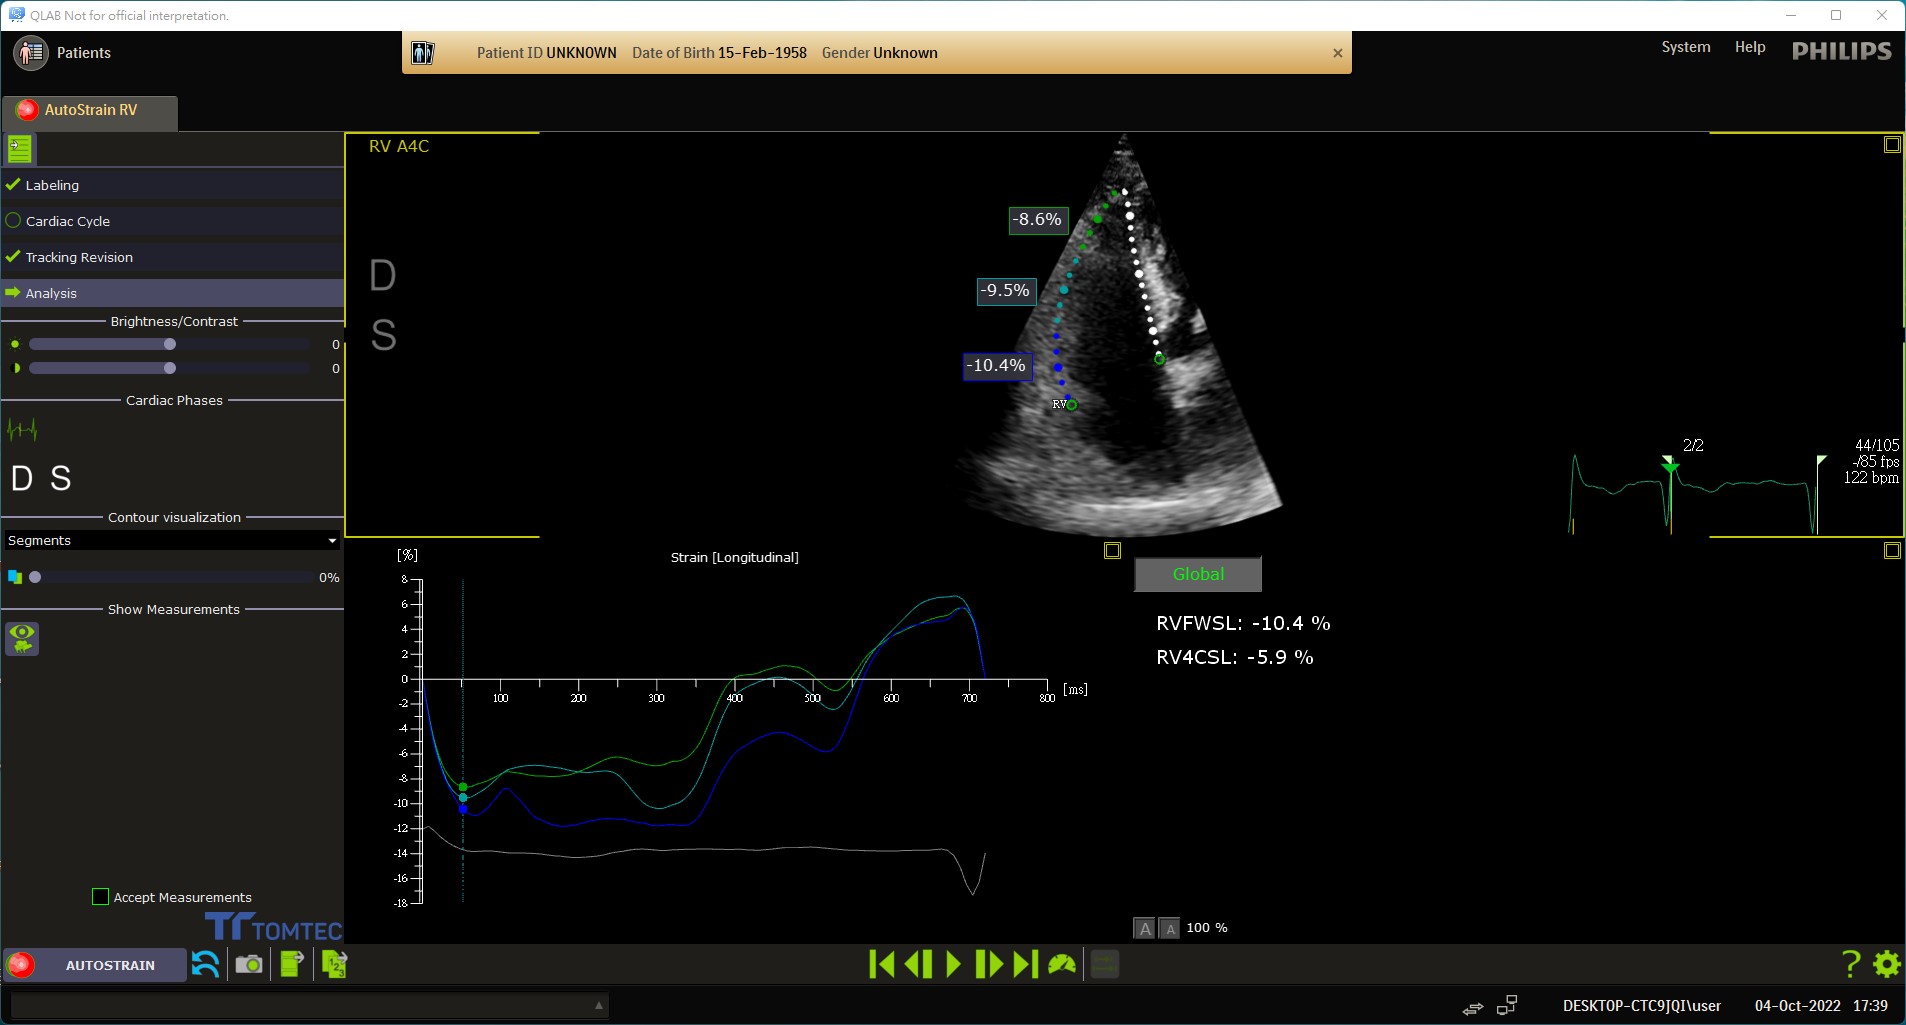 QLAB Not for official interpretation.
Patients
Patient ID UNKNOWN Date of Birth 15-Feb-1958 Gender Unknown ×
System Help PHILIPS
AutoStrain RV
Labeling
Cardiac Cycle
Tracking Revision
Analysis
Brightness/Contrast
0
0
Cardiac Phases
D S
Contour visualization
Segments
0%
Show Measurements
Accept Measurements
TOMTEC
RV A4C
D
S
-8.6%
-9.5%
-10.4%
RV
2/2
44/105
-/85 fps
122 bpm
[%]
Strain [Longitudinal]
8
6
4
2
0
-2
-4
-6
-8
-10
-12
-14
-16
-18
100 200 300 400 500 600 700 800 [ms]
Global
RVFWSL: -10.4 %
RV4CSL: -5.9 %
A A 100 %
AUTOSTRAIN
1 2 3
?
DESKTOP-CTC9JQI\user 04-Oct-2022 17:39